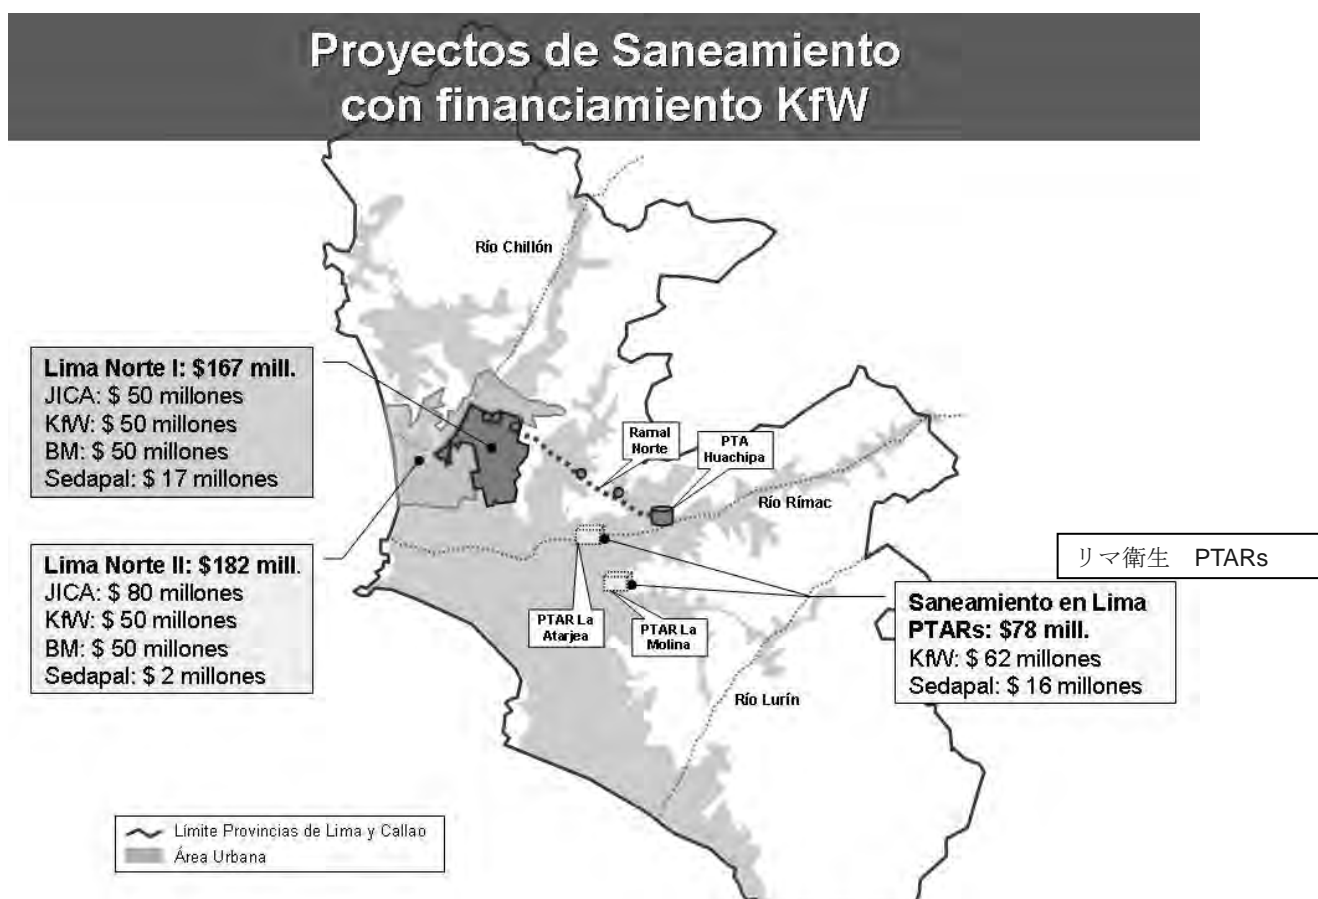 Proyectos de Saneamiento
con financiamiento KfW
Río Chillón
Lima Norte I: $167 mill.
JICA: $ 50 millones
KfW: $ 50 millones
BM: $ 50 millones
Sedapal: $ 17 millones
Ramal
Norte
PTA
Huachipa
Río Rímac
リマ衛生 PTARs
Lima Norte II: $182 mill.
JICA: $ 80 millones
KfW: $ 50 millones
BM: $ 50 millones
Sedapal: $ 2 millones
PTAR La
Atarjea
PTAR La
Molina
Saneamiento en Lima
PTARs: $78 mill.
KfW: $ 62 millones
Sedapal: $ 16 millones
Río Lurín
Límite Provincias de Lima y Callao
Área Urbana